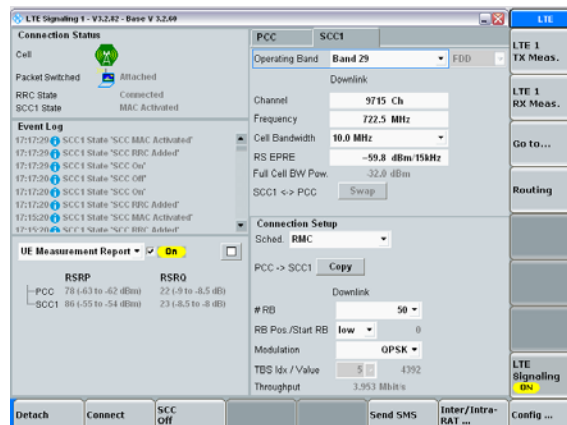 LTE Signaling 1 - V3.2.82 - Base V 3.2.60
LTE
Connection Status
Cell
Packet Switched Attached
RRC State Connected
SCC1 State MAC Activated
Event Log
17:17:29 SCC1 State 'SCC MAC Activated'
17:17:29 SCC1 State 'SCC RRC Added'
17:17:29 SCC1 State 'SCC On'
17:17:20 SCC1 State 'SCC Off'
17:17:20 SCC1 State 'SCC On'
17:17:20 SCC1 State 'SCC RRC Added'
17:15:20 SCC1 State 'SCC MAC Activated'
17:15:20 SCC1 State 'SCC RRC Added'
UE Measurement Report On
RSRP RSRQ
PCC 78 (-63 to -62 dBm) 22 (-9 to -8.5 dB)
SCC1 86 (-55 to -54 dBm) 23 (-8.5 to -8 dB)
PCC SCC1
Operating Band Band 29 FDD
Downlink
Channel 9715 Ch
Frequency 722.5 MHz
Cell Bandwidth 10.0 MHz
RS EPRE -59.8 dBm/15kHz
Full Cell BW Pow. -32.0 dBm
SCC1 <-> PCC Swap
Connection Setup
Sched. RMC
PCC -> SCC1 Copy
Downlink
# RB 50
RB Pos./Start RB low 0
Modulation QPSK
TBS Idx / Value 5 4392
Throughput 3.953 Mbit/s
LTE 1
TX Meas.
LTE 1
RX Meas.
Go to...
Routing
LTE
Signaling
ON
Detach
Connect
SCC
Off
Send SMS
Inter/Intra-
RAT ...
Config ...